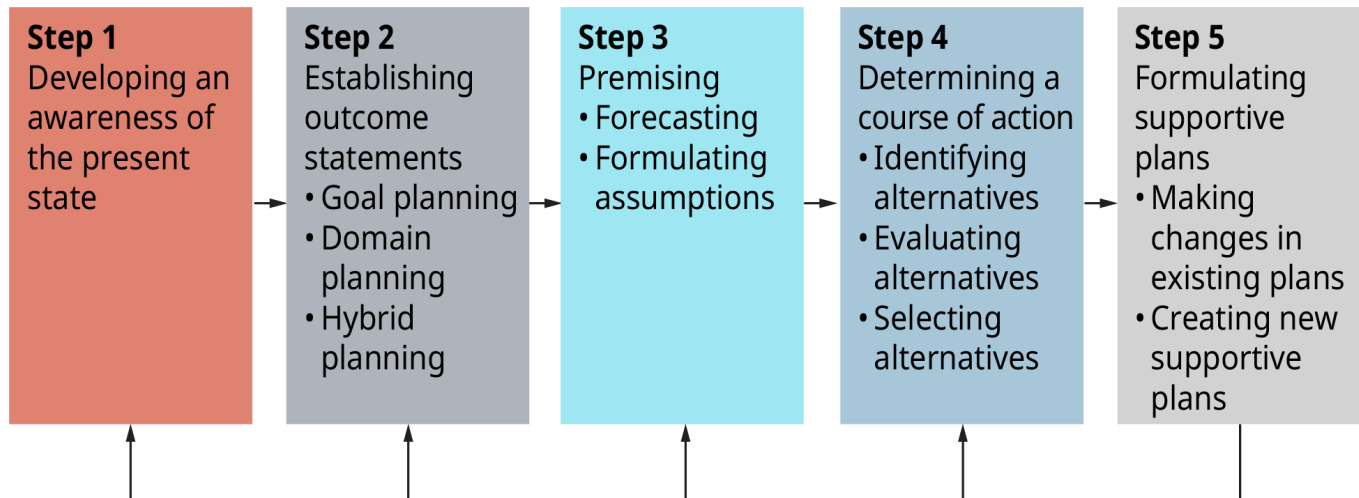 Step 1
Developing an
awareness of
the present
state
Step 2
Establishing
outcome
statements
• Goal planning
• Domain
planning
• Hybrid
planning
Step 3
Premising
• Forecasting
• Formulating
assumptions
Step 4
Determining a
course of action
• Identifying
alternatives
• Evaluating
alternatives
• Selecting
alternatives
Step 5
Formulating
supportive
plans
• Making
changes in
existing plans
• Creating new
supportive
plans